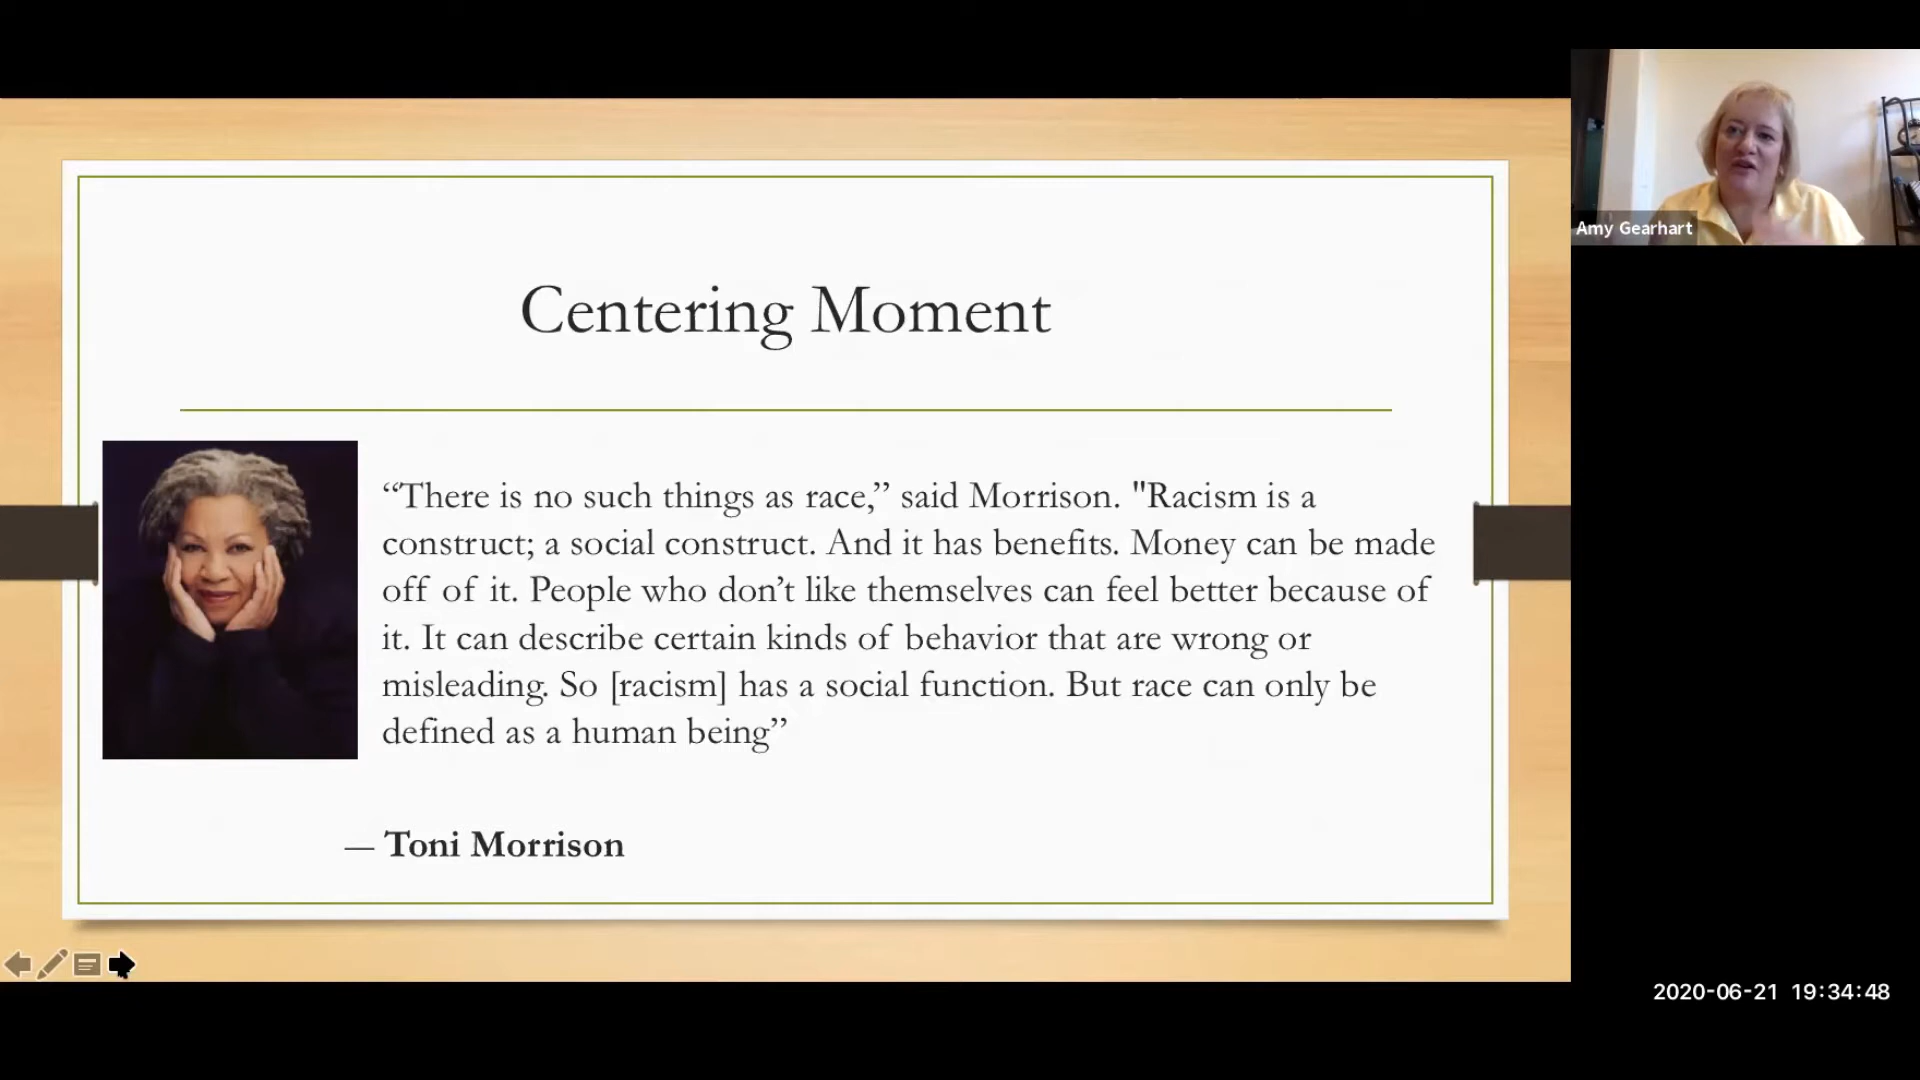 Amy Gearhart
Centering Moment
“There is no such things as race,” said Morrison. "Racism is a
construct; a social construct. And it has benefits. Money can be made
off of it. People who don’t like themselves can feel better because of
it. It can describe certain kinds of behavior that are wrong or
misleading. So [racism] has a social function. But race can only be
defined as a human being”
— Toni Morrison
2020-06-21 19:34:48